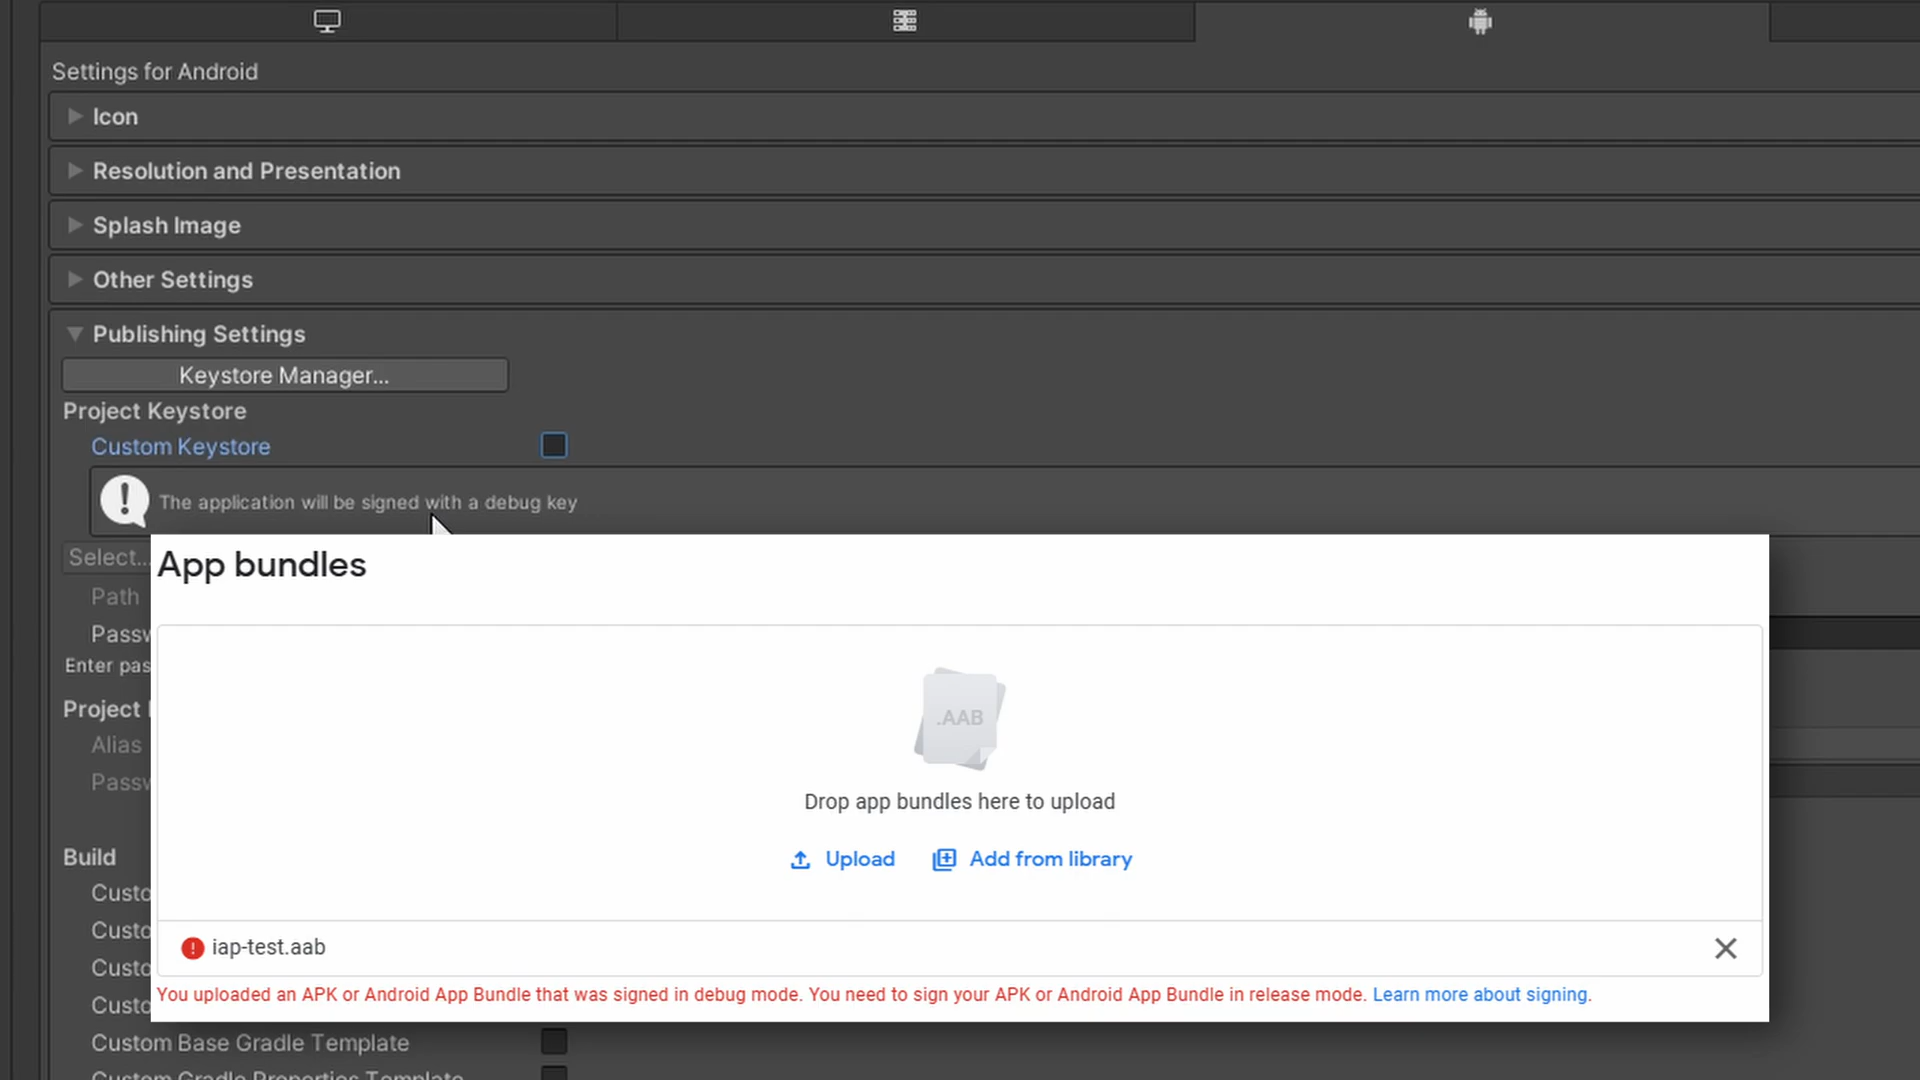 Settings for Android
Icon
Resolution and Presentation
Splash Image
Other Settings
Publishing Settings
Keystore Manager...
Project Keystore
Custom Keystore
The application will be signed with a debug key
Select...
Path
Passw
Enter pas
Project
Alias
Passw
Build
Custo
Custo
Custo
Custo
Custom Base Gradle Template
Custom Gradle Properties Template
App bundles
.AAB
Drop app bundles here to upload
Upload Add from library
iap-test.aab
You uploaded an APK or Android App Bundle that was signed in debug mode. You need to sign your APK or Android App Bundle in release mode. Learn more about signing.